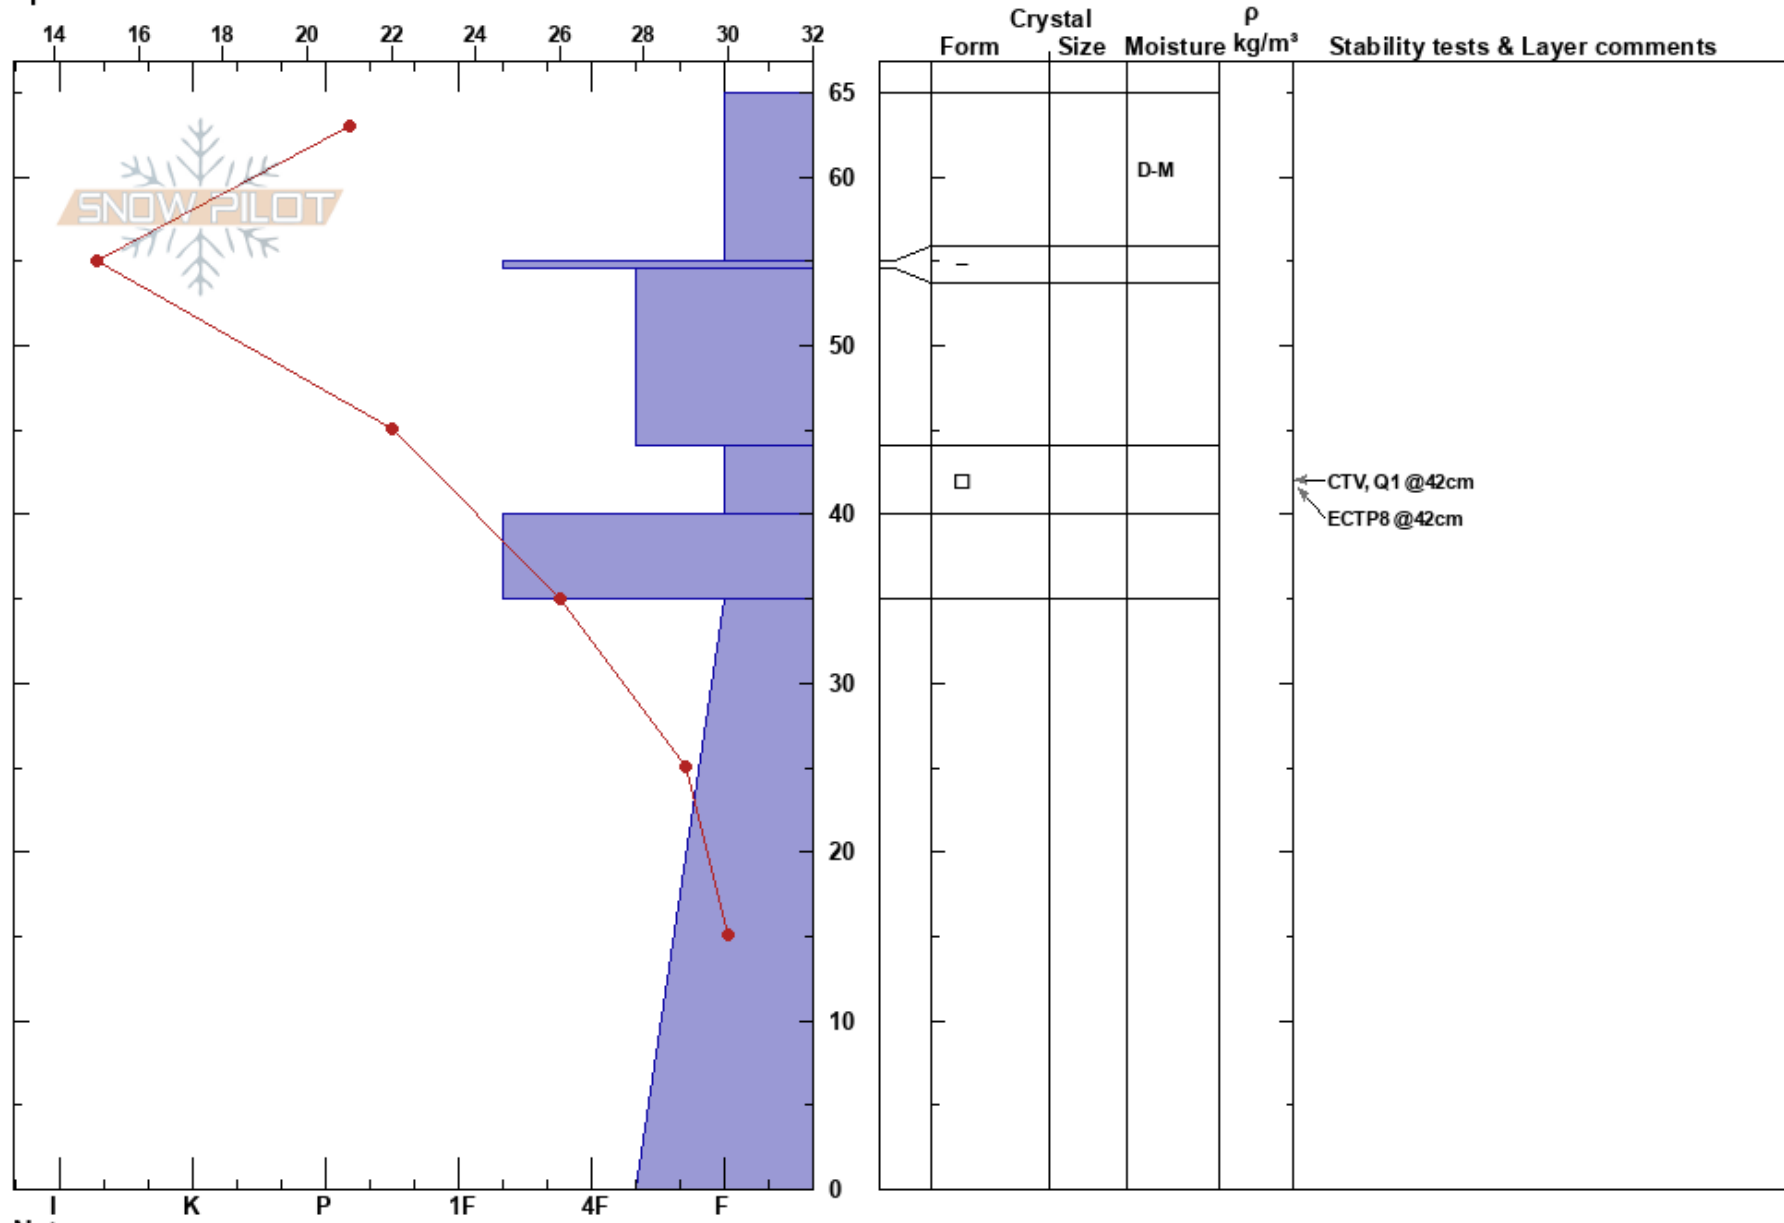 Crystal ρ
14 16 18 20 22 24 26 28 30 32 Form Size Moisture kg/m³ Stability tests & Layer comments
65
SNOW PILOT 60 D-M
50
CTV, Q1 @42cm
40 ECTP8 @42cm
30
20
10
0
I K P 1F 4F F